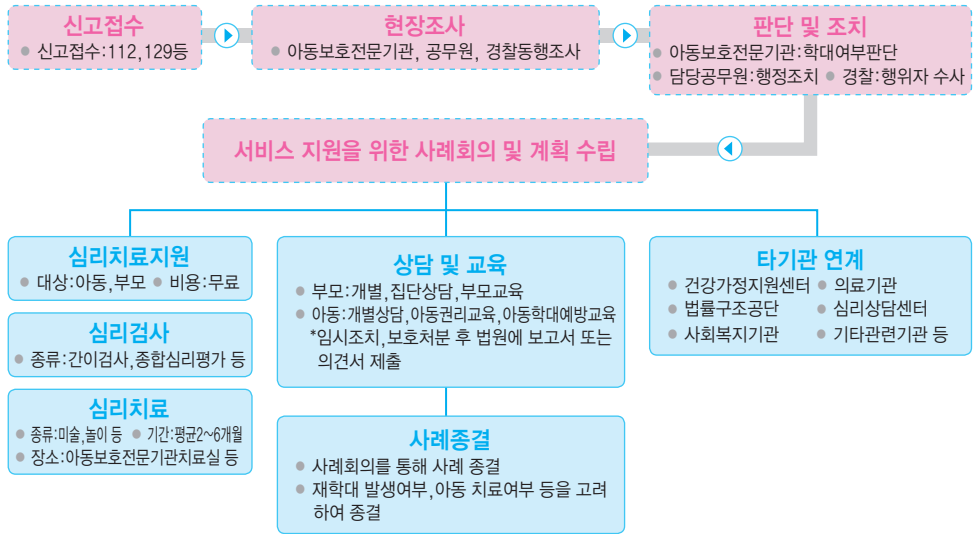 신고접수
● 신고접수:112,129등
현장조사
● 아동보호전문기관, 공무원, 경찰동행조사
판단 및 조치
● 아동보호전문기관:학대여부판단
● 담당공무원:행정조치 ● 경찰:행위자 수사
서비스 지원을 위한 사례회의 및 계획 수립
심리치료지원
● 대상:아동,부모 ● 비용:무료
심리검사
● 종류:간이검사,종합심리평가 등
심리치료
● 종류:미술,놀이 등 ● 기간:평균2~6개월
● 장소:아동보호전문기관치료실 등
상담 및 교육
● 부모:개별,집단상담,부모교육
● 아동:개별상담,아동권리교육,아동학대예방교육
*임시조치,보호처분 후 법원에 보고서 또는
의견서 제출
사례종결
● 사례회의를 통해 사례 종결
● 재학대 발생여부,아동 치료여부 등을 고려
하여 종결
타기관 연계
● 건강가정지원센터 ● 의료기관
● 법률구조공단 ● 심리상담센터
● 사회복지기관 ● 기타관련기관 등